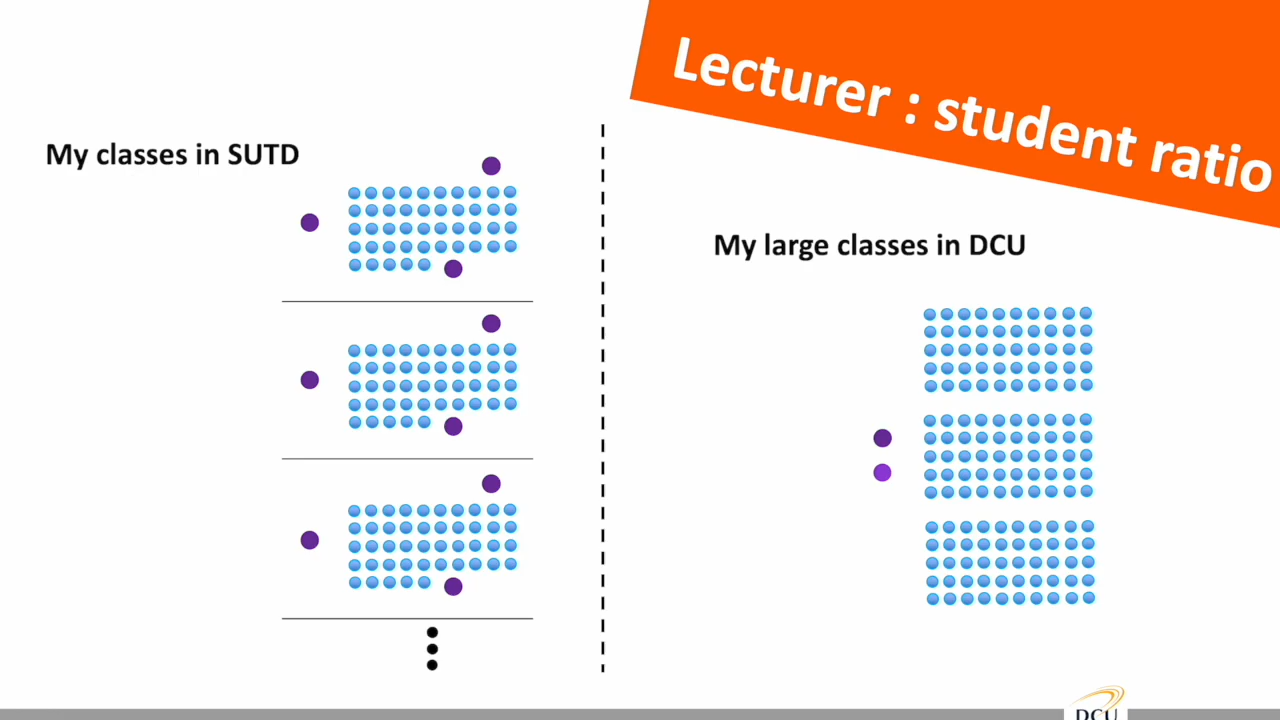 Lecturer : student ratio
My classes in SUTD
My large classes in DCU
DCU